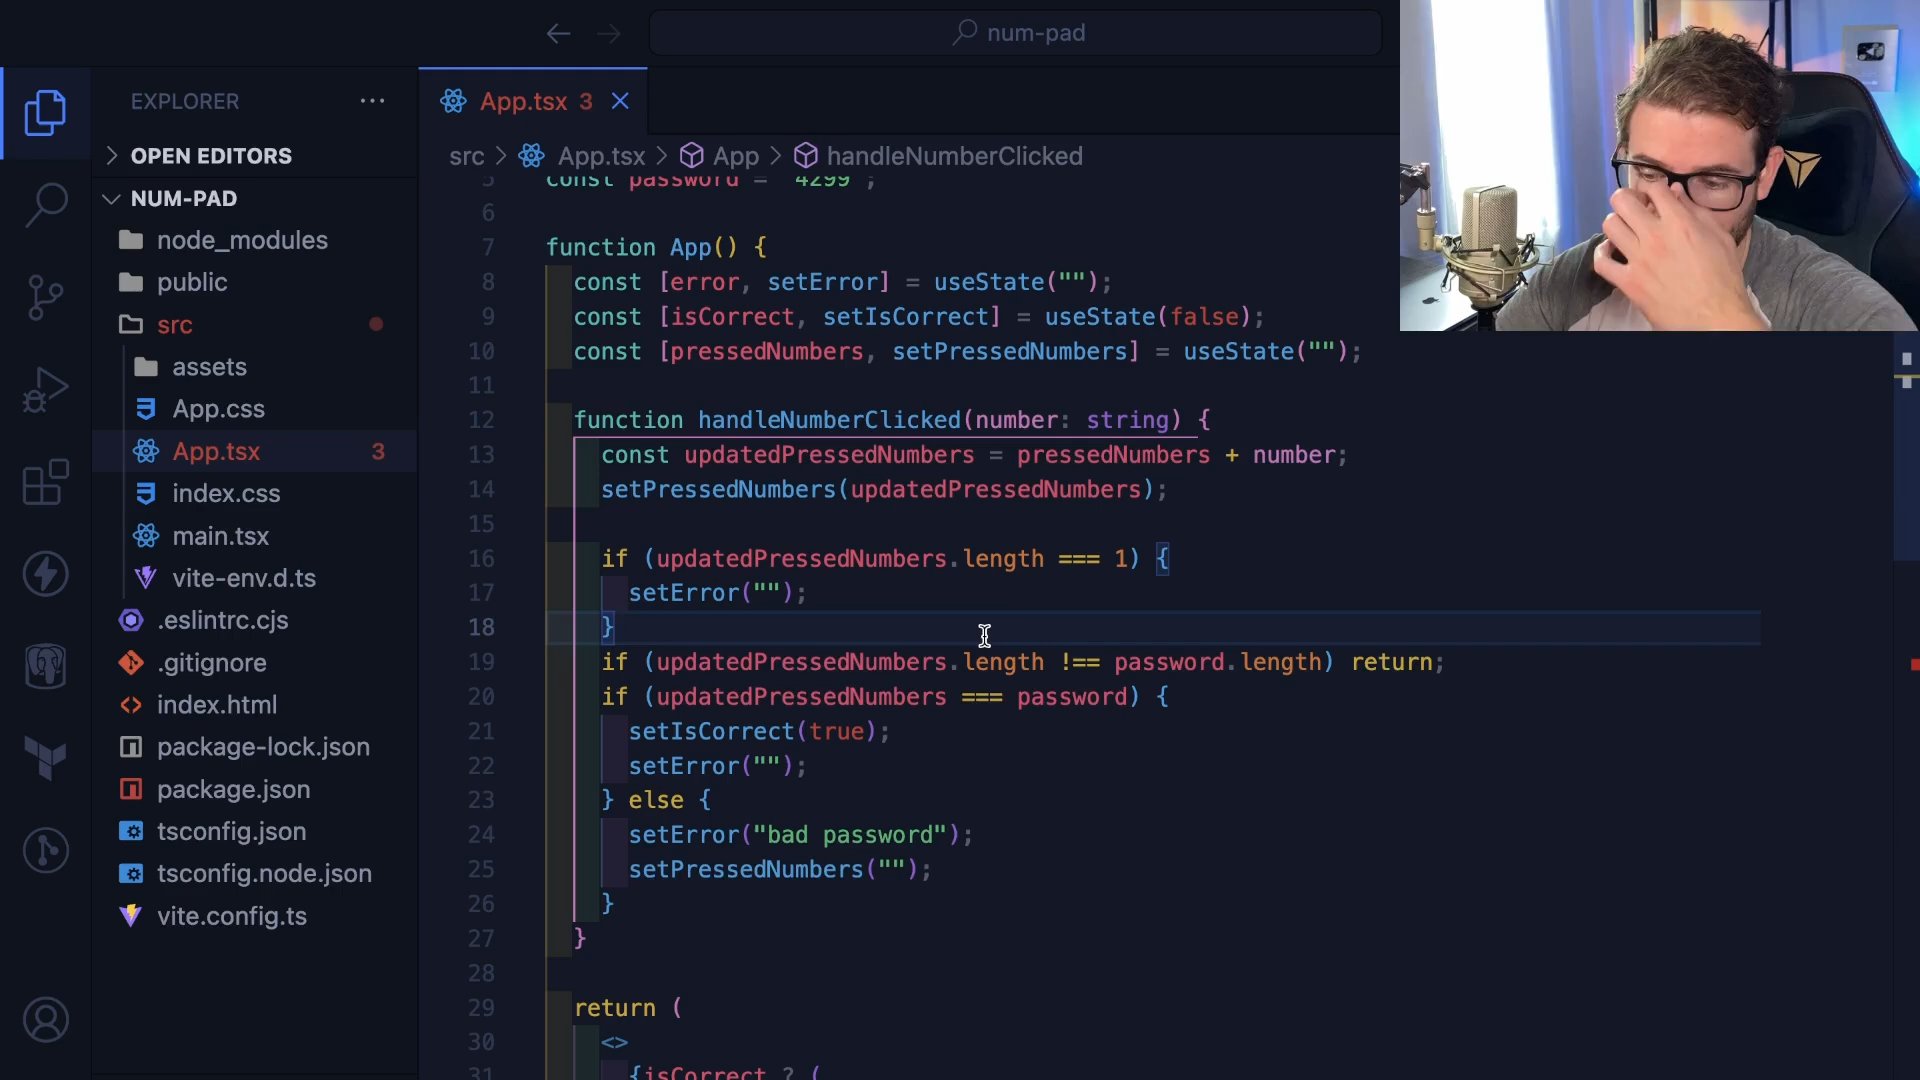 num-pad
EXPLORER
App.tsx 3
OPEN EDITORS
src > App.tsx > App > handleNumberClicked
NUM-PAD
node_modules
public
src
assets
App.css
App.tsx 3
index.css
main.tsx
vite-env.d.ts
.eslintrc.cjs
.gitignore
index.html
package-lock.json
package.json
tsconfig.json
tsconfig.node.json
vite.config.ts
5 const password = "4299";
6
7 function App() {
8 const [error, setError] = useState("");
9 const [isCorrect, setIsCorrect] = useState(false);
10 const [pressedNumbers, setPressedNumbers] = useState("");
11
12 function handleNumberClicked(number: string) {
13 const updatedPressedNumbers = pressedNumbers + number;
14 setPressedNumbers(updatedPressedNumbers);
15
16 if (updatedPressedNumbers.length === 1) {
17 setError("");
18 }
19 if (updatedPressedNumbers.length !== password.length) return;
20 if (updatedPressedNumbers === password) {
21 setIsCorrect(true);
22 setError("");
23 } else {
24 setError("bad password");
25 setPressedNumbers("");
26 }
27 }
28
29 return (
30 <>
31 {isCorrect ? (